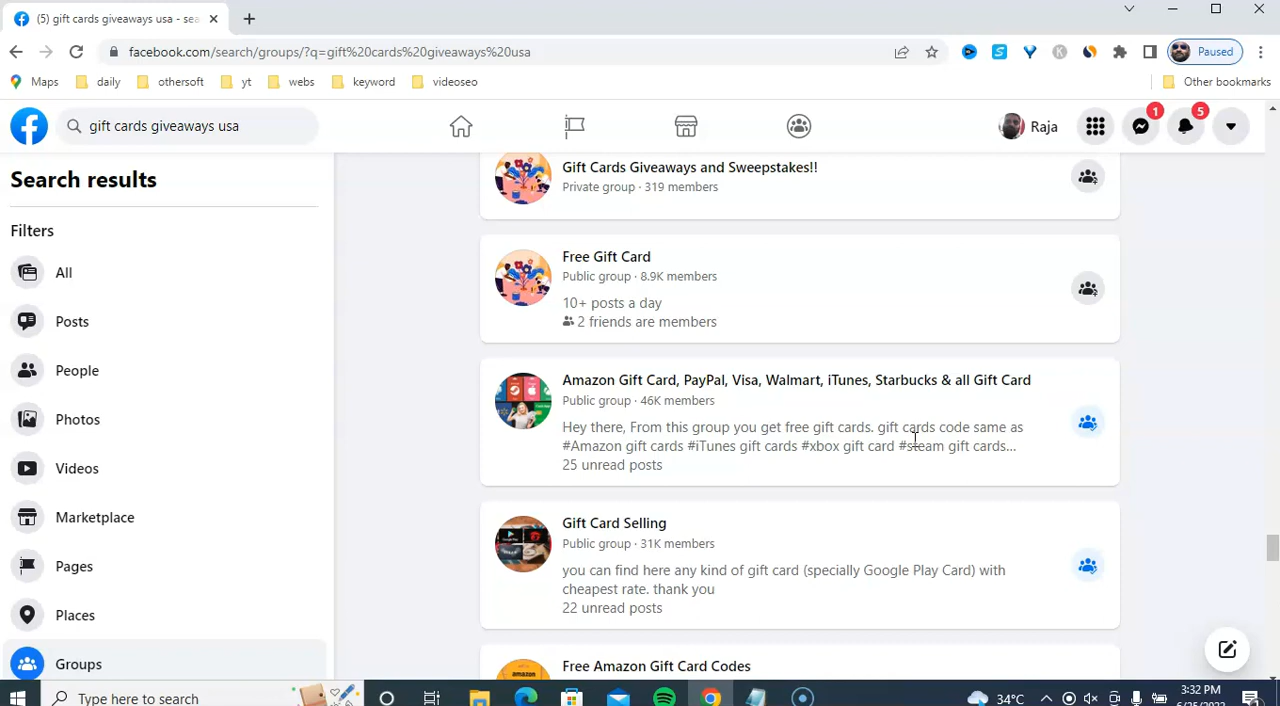 (5) gift cards giveaways usa - sea
facebook.com/search/groups/?q=gift%20cards%20giveaways%20usa
Paused
Maps
daily
othersoft
yt
webs
keyword
videoseo
Other bookmarks
gift cards giveaways usa
Raja
1
5
Search results
Filters
All
Posts
People
Photos
Videos
Marketplace
Pages
Places
Groups
Gift Cards Giveaways and Sweepstakes!!
Private group · 319 members
Free Gift Card
Public group · 8.9K members
10+ posts a day
2 friends are members
Amazon Gift Card, PayPal, Visa, Walmart, iTunes, Starbucks & all Gift Card
Public group · 46K members
Hey there, From this group you get free gift cards. gift cards code same as
#Amazon gift cards #iTunes gift cards #xbox gift card #steam gift cards...
25 unread posts
Gift Card Selling
Public group · 31K members
you can find here any kind of gift card (specially Google Play Card) with
cheapest rate. thank you
22 unread posts
amazon
Free Amazon Gift Card Codes
Type here to search
34°C
3:32 PM